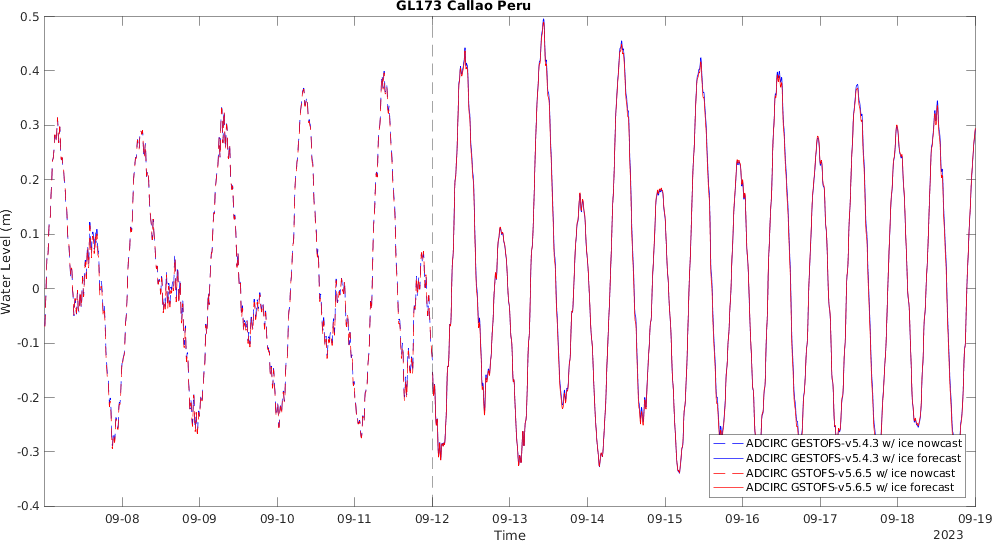 GL173 Callao Peru
0.5
0.4
0.3
0.2
0.1
0
-0.1
-0.2
-0.3
-0.4
Water Level (m)
ADCIRC GESTOFS-v5.4.3 w/ ice nowcast
ADCIRC GESTOFS-v5.4.3 w/ ice forecast
ADCIRC GSTOFS-v5.6.5 w/ ice nowcast
ADCIRC GSTOFS-v5.6.5 w/ ice forecast
09-08 09-09 09-10 09-11 09-12 09-13 09-14 09-15 09-16 09-17 09-18 09-19
Time
2023